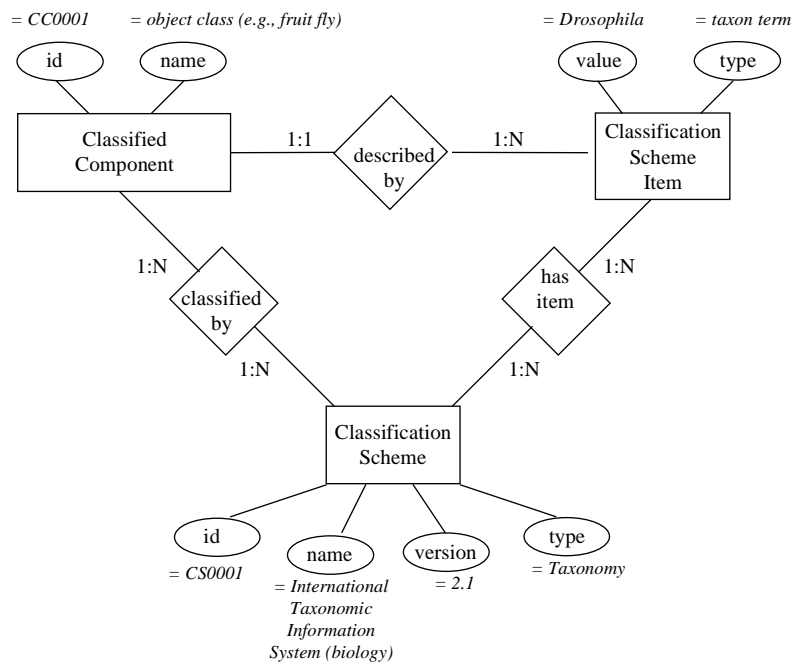 = CC0001
= object class (e.g., fruit fly)
= Drosophila
= taxon term
id
name
value
type
Classified
Component
1:1
described
by
1:N
Classification
Scheme
Item
1:N
classified
by
has
item
1:N
1:N
1:N
Classification
Scheme
id
name
version
type
= CS0001
= International
Taxonomic
Information
System (biology)
= 2.1
= Taxonomy